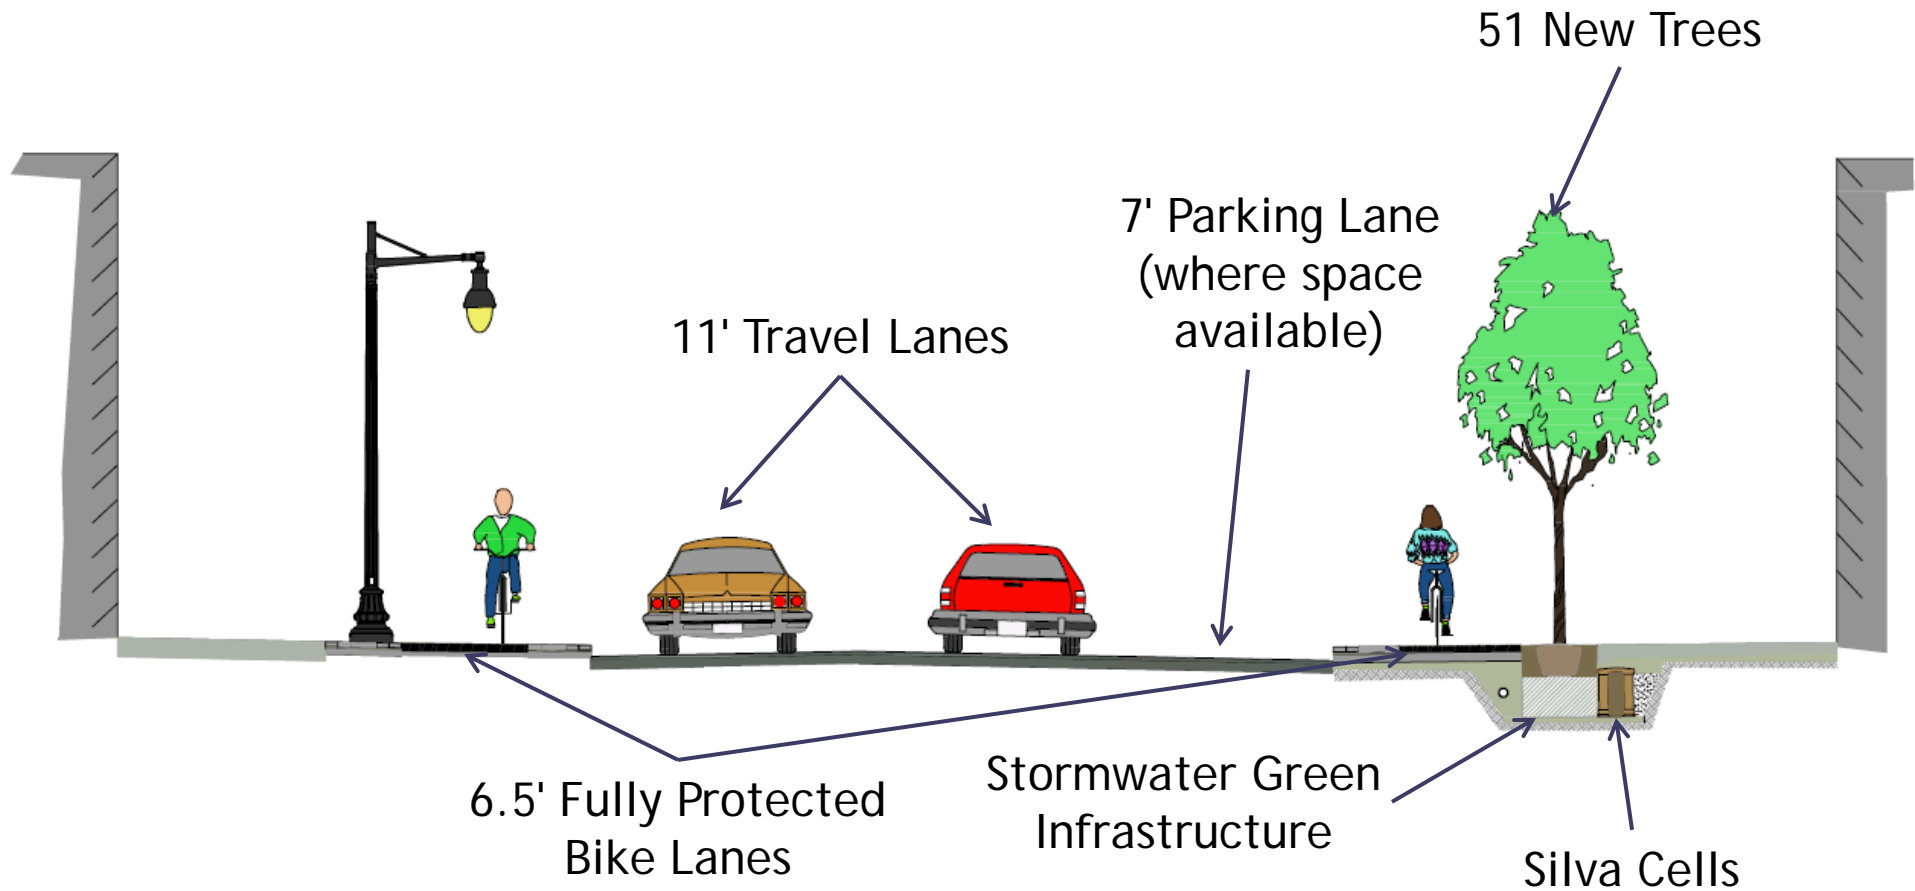 51 New Trees
7' Parking Lane
(where space
available)
11' Travel Lanes
6.5' Fully Protected
Bike Lanes
Stormwater Green
Infrastructure
Silva Cells